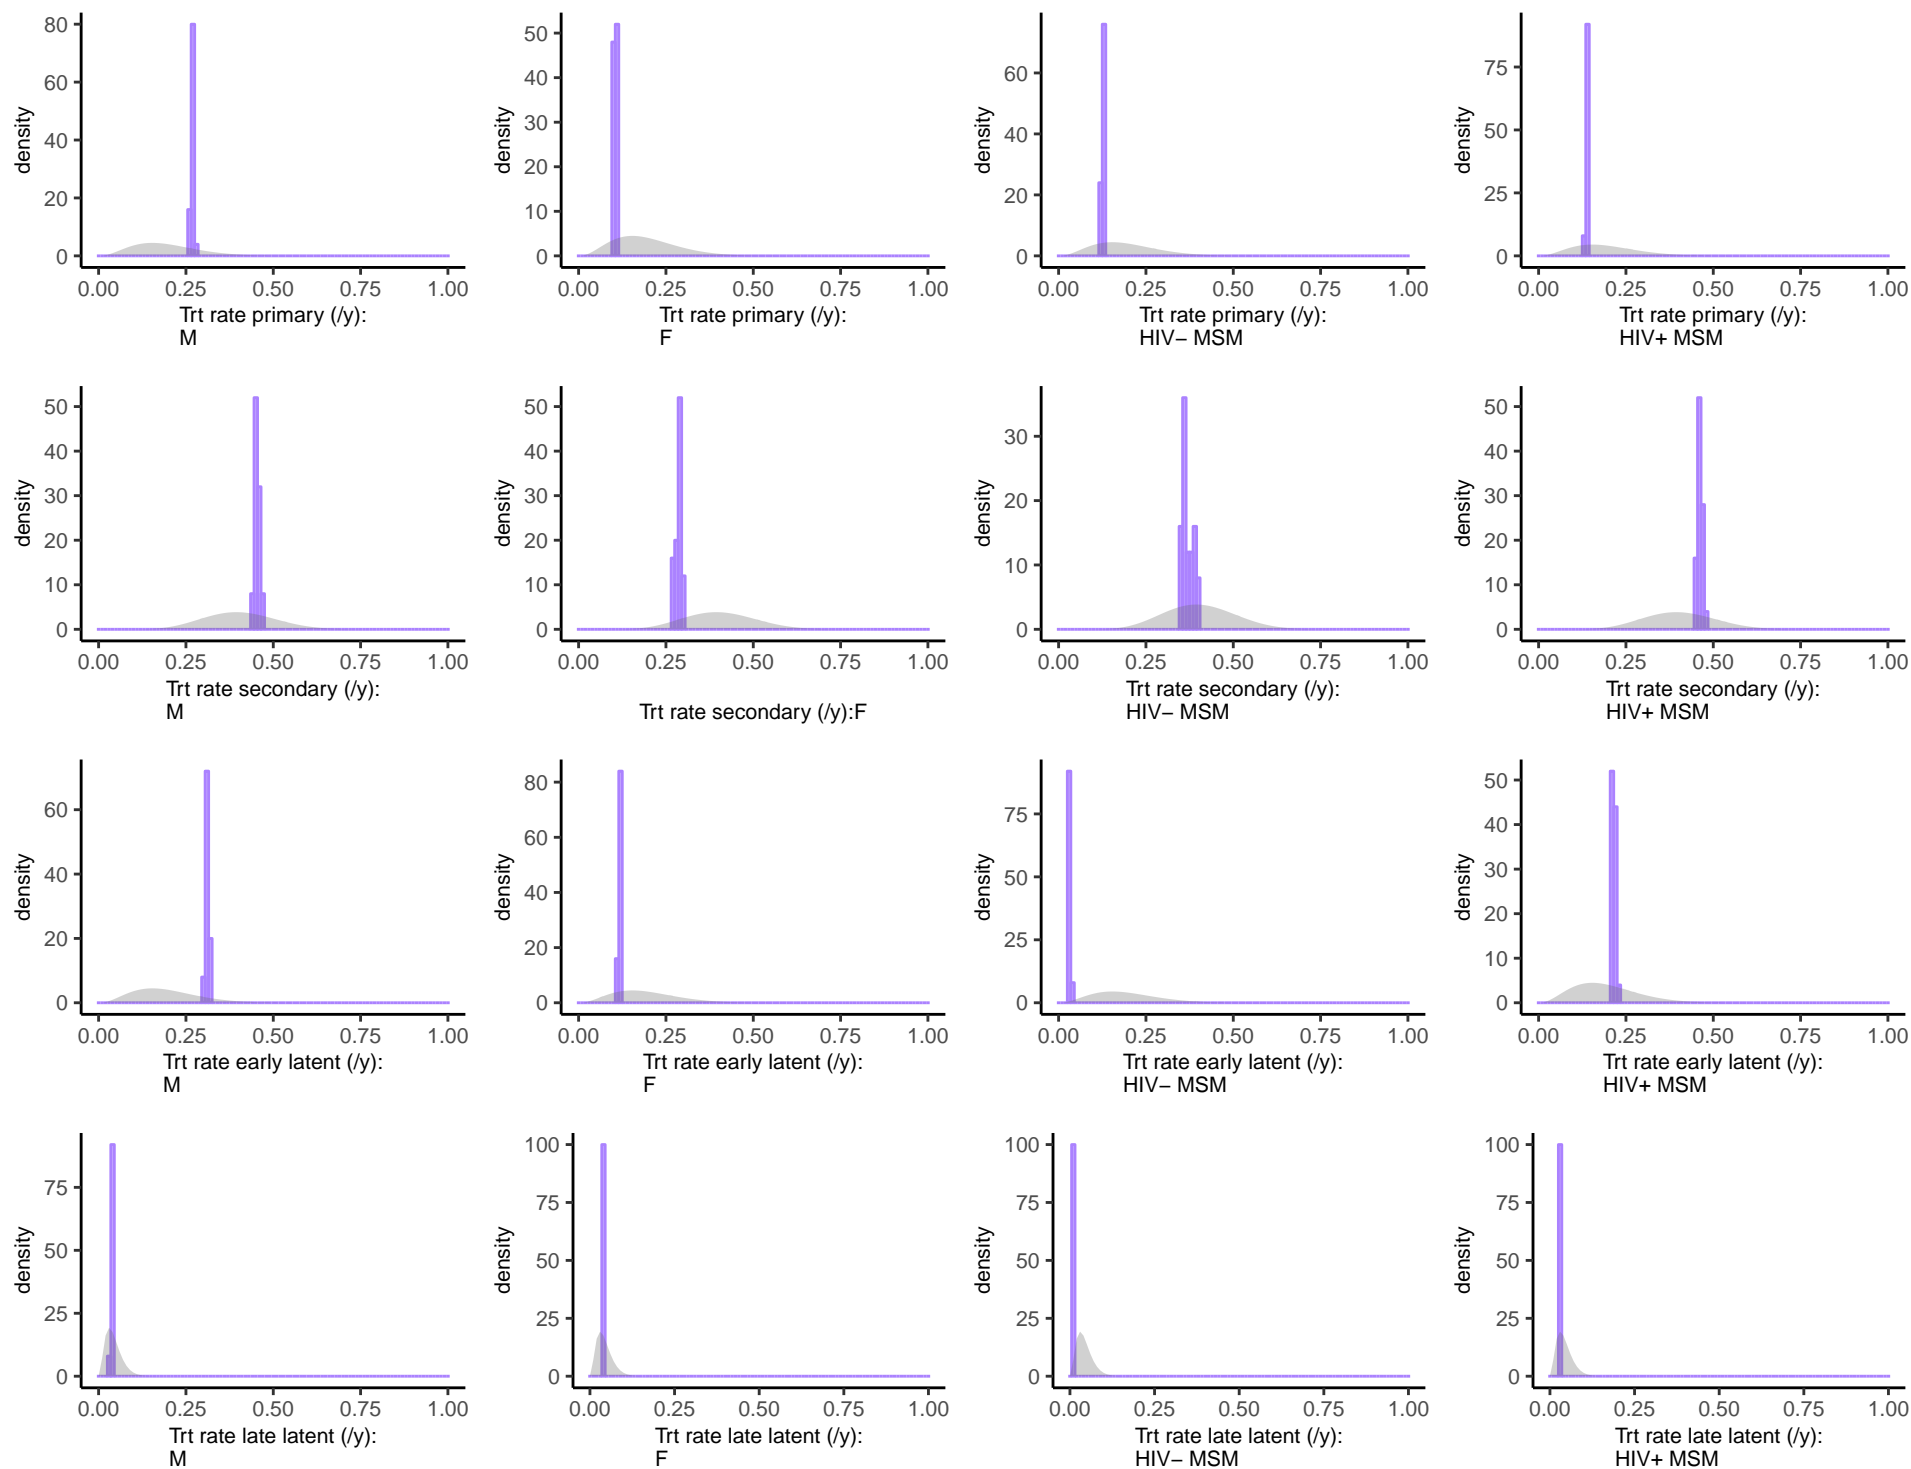 density
80
60
40
20
0
0.00 0.25 0.50 0.75 1.00
Trt rate primary (/y):
M
density
50
40
30
20
10
0
0.00 0.25 0.50 0.75 1.00
Trt rate primary (/y):
F
density
60
40
20
0
0.00 0.25 0.50 0.75 1.00
Trt rate primary (/y):
HIV− MSM
density
75
50
25
0
0.00 0.25 0.50 0.75 1.00
Trt rate primary (/y):
HIV+ MSM
density
50
40
30
20
10
0
0.00 0.25 0.50 0.75 1.00
Trt rate secondary (/y):
M
density
50
40
30
20
10
0
0.00 0.25 0.50 0.75 1.00
Trt rate secondary (/y):F
density
30
20
10
0
0.00 0.25 0.50 0.75 1.00
Trt rate secondary (/y):
HIV− MSM
density
50
40
30
20
10
0
0.00 0.25 0.50 0.75 1.00
Trt rate secondary (/y):
HIV+ MSM
density
60
40
20
0
0.00 0.25 0.50 0.75 1.00
Trt rate early latent (/y):
M
density
80
60
40
20
0
0.00 0.25 0.50 0.75 1.00
Trt rate early latent (/y):
F
density
75
50
25
0
0.00 0.25 0.50 0.75 1.00
Trt rate early latent (/y):
HIV− MSM
density
50
40
30
20
10
0
0.00 0.25 0.50 0.75 1.00
Trt rate early latent (/y):
HIV+ MSM
density
75
50
25
0
0.00 0.25 0.50 0.75 1.00
Trt rate late latent (/y):
M
density
100
75
50
25
0
0.00 0.25 0.50 0.75 1.00
Trt rate late latent (/y):
F
density
100
75
50
25
0
0.00 0.25 0.50 0.75 1.00
Trt rate late latent (/y):
HIV− MSM
density
100
75
50
25
0
0.00 0.25 0.50 0.75 1.00
Trt rate late latent (/y):
HIV+ MSM